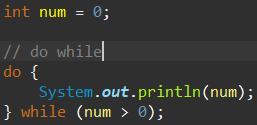 int num = 0;
// do while
do {
System.out.println(num);
} while (num > 0);